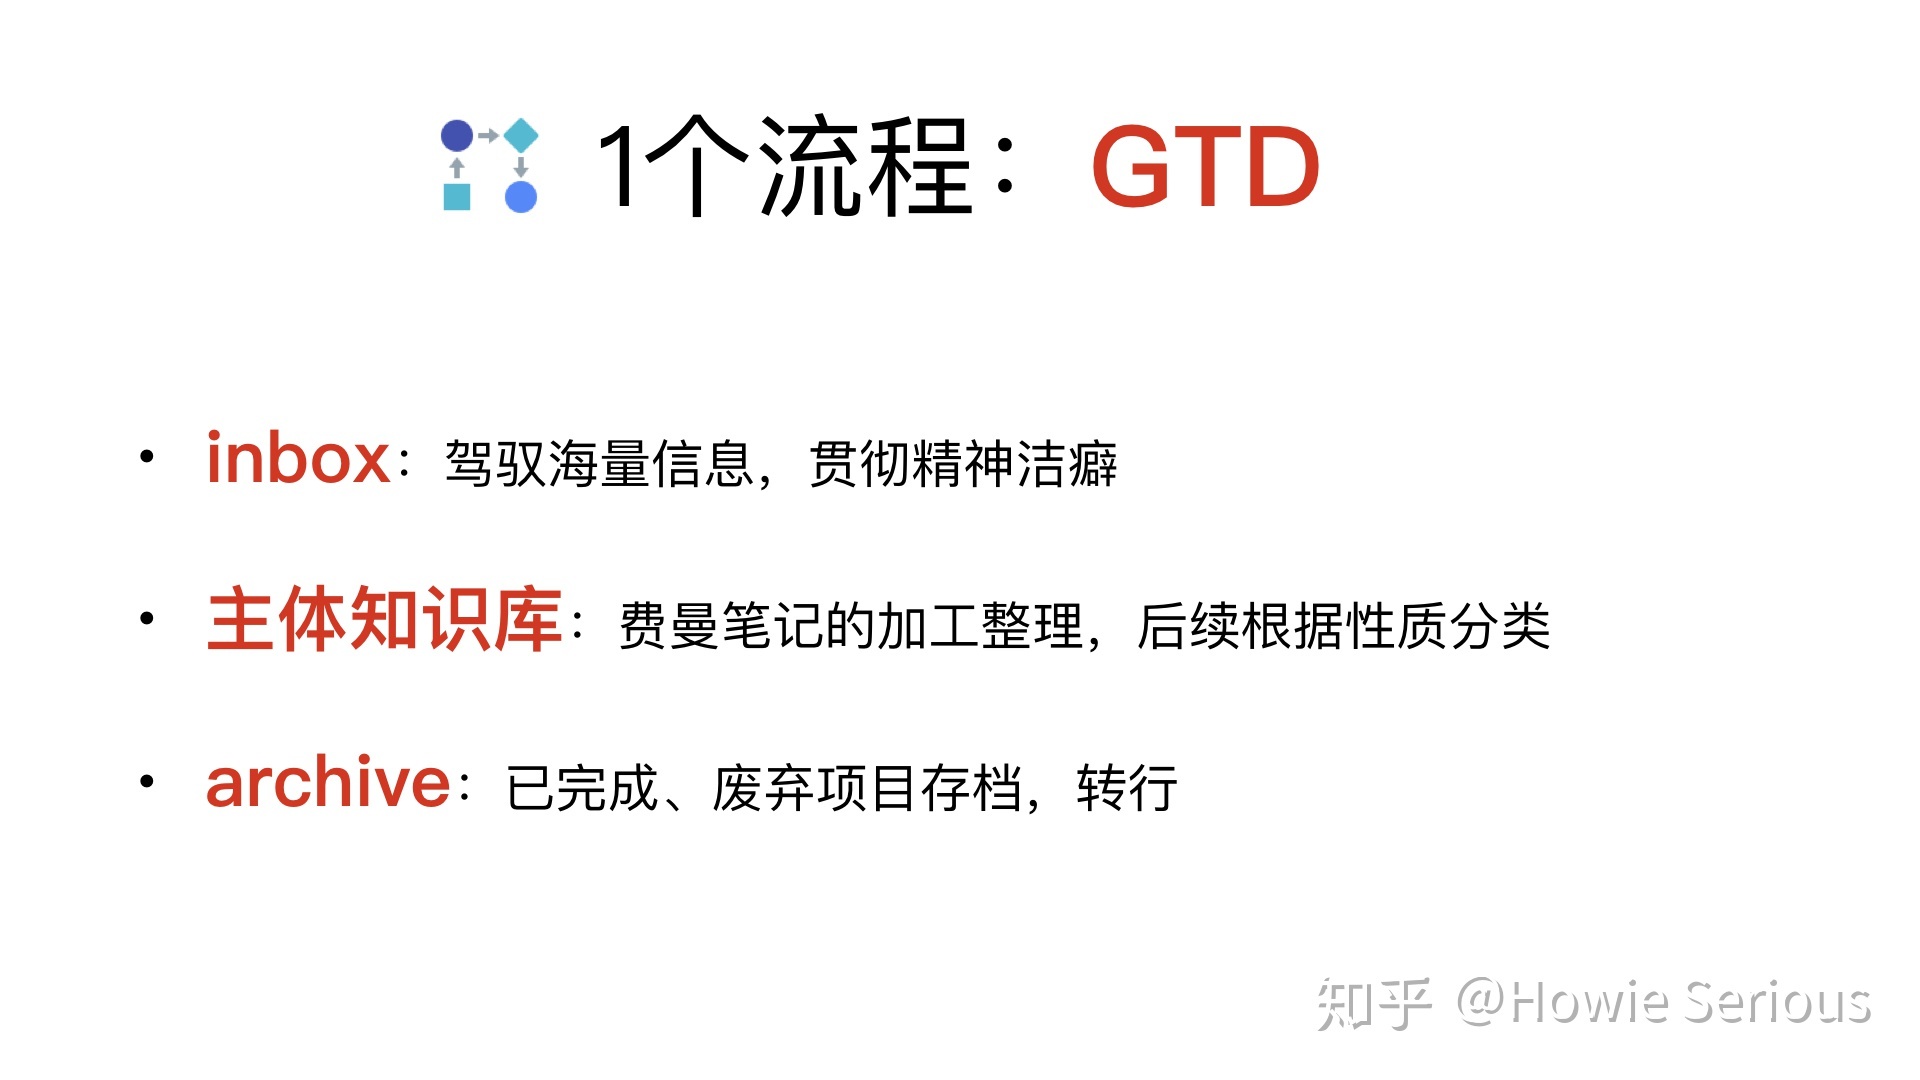 1个流程：GTD
• inbox：驾驭海量信息，贯彻精神洁癖
• 主体知识库：费曼笔记的加工整理，后续根据性质分类
• archive：已完成、废弃项目存档，转行
知乎 @Howie Serious